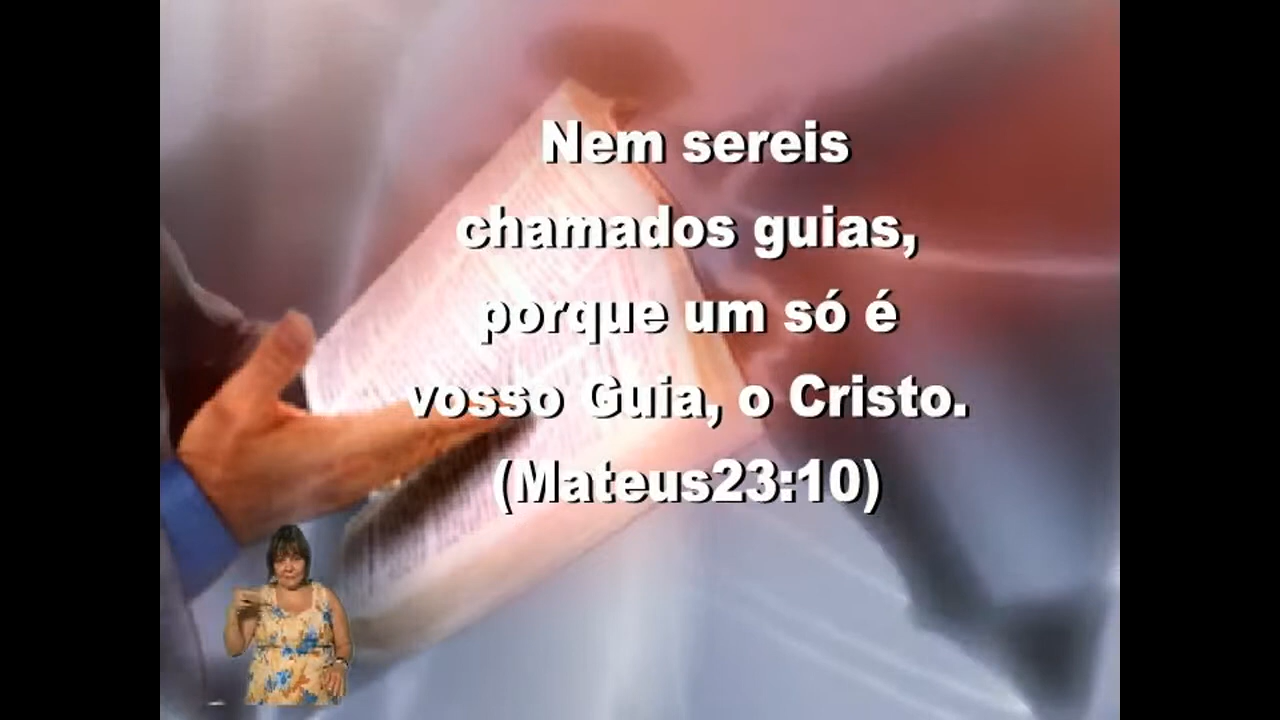 Nem sereis
chamados guias,
porque um só é
vosso Guia, o Cristo.
(Mateus23:10)